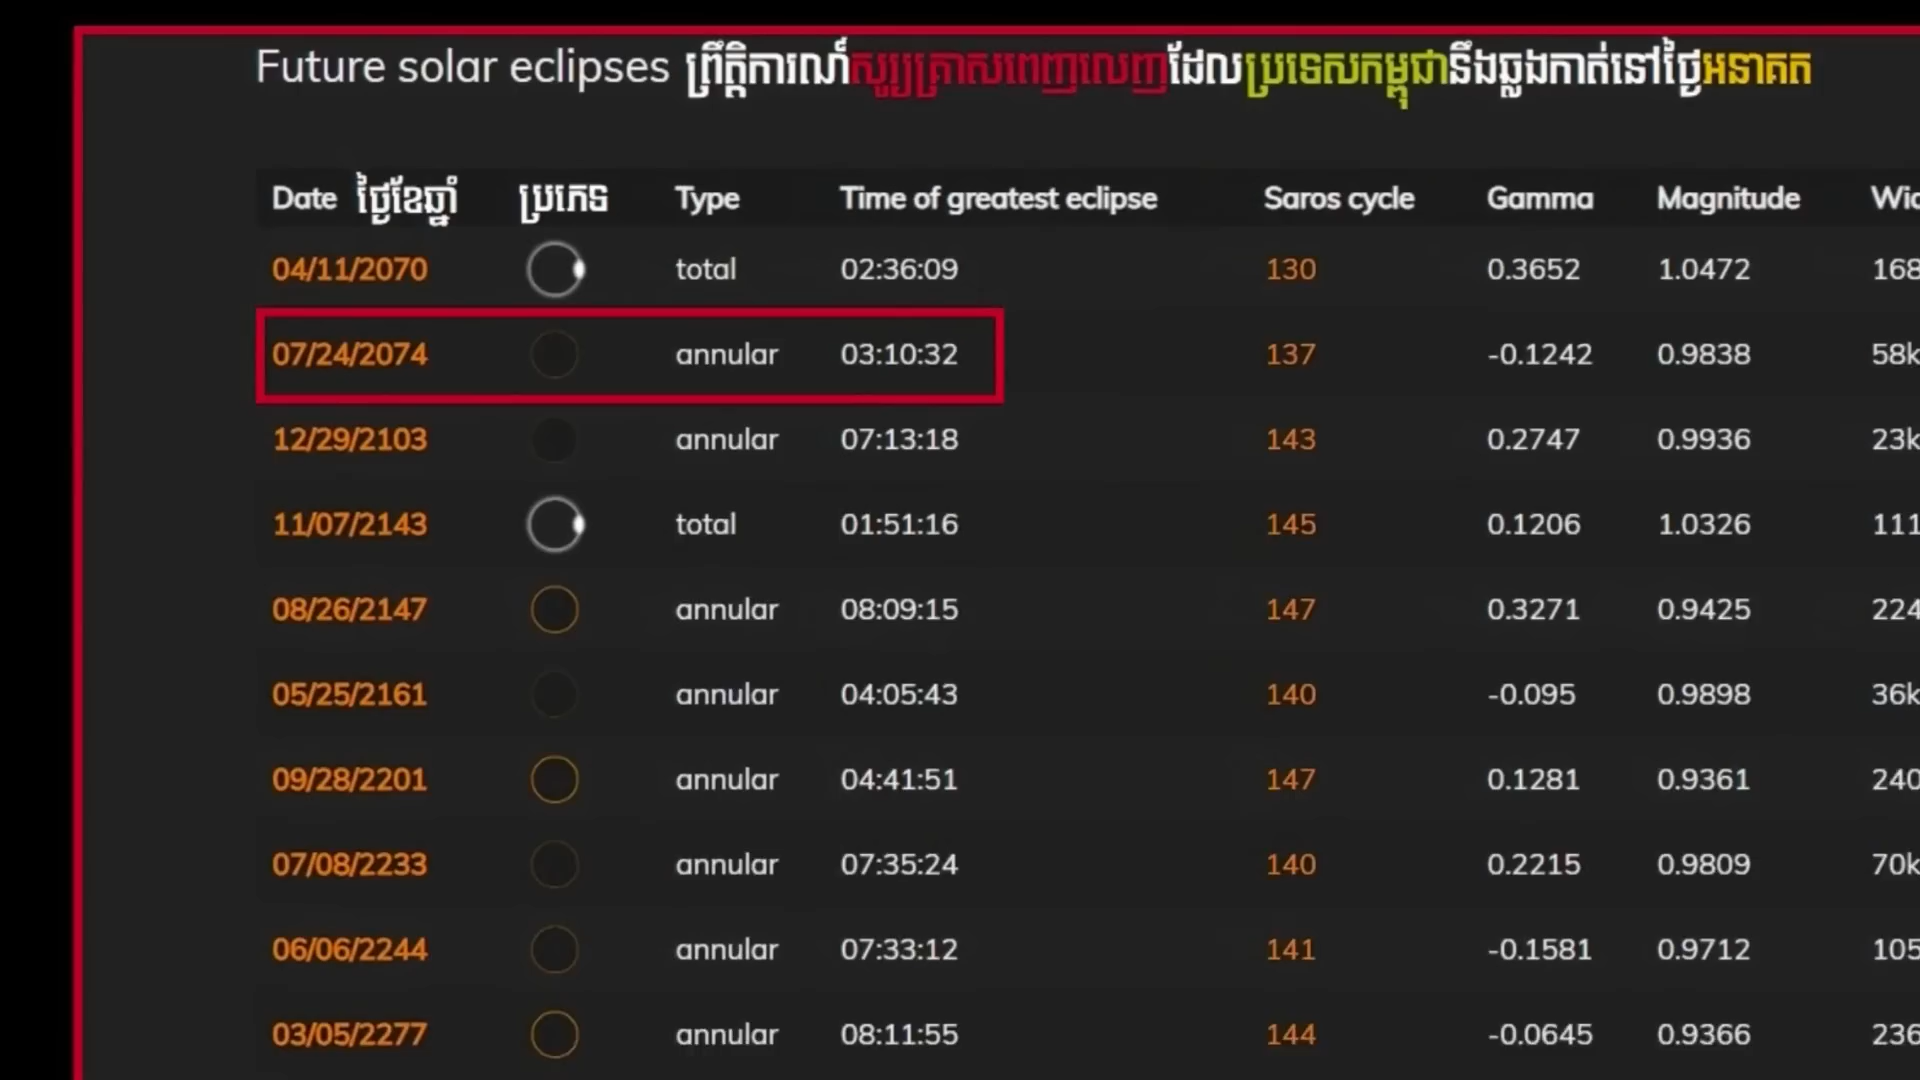 Future solar eclipses ព្រឹត្តិការណ៍សូរ្យគ្រាសពេញលេញដែលប្រទេសកម្ពុជានឹងឆ្លងកាត់នៅថ្ងៃអនាគត
Date ថ្ងៃខែឆ្នាំ ប្រភេទ Type Time of greatest eclipse Saros cycle Gamma Magnitude
04/11/2070 total 02:36:09 130 0.3652 1.0472 168
07/24/2074 annular 03:10:32 137 -0.1242 0.9838 58k
12/29/2103 annular 07:13:18 143 0.2747 0.9936 23k
11/07/2143 total 01:51:16 145 0.1206 1.0326 111
08/26/2147 annular 08:09:15 147 0.3271 0.9425 224
05/25/2161 annular 04:05:43 140 -0.095 0.9898 36k
09/28/2201 annular 04:41:51 147 0.1281 0.9361 240
07/08/2233 annular 07:35:24 140 0.2215 0.9809 70k
06/06/2244 annular 07:33:12 141 -0.1581 0.9712 105
03/05/2277 annular 08:11:55 144 -0.0645 0.9366 236